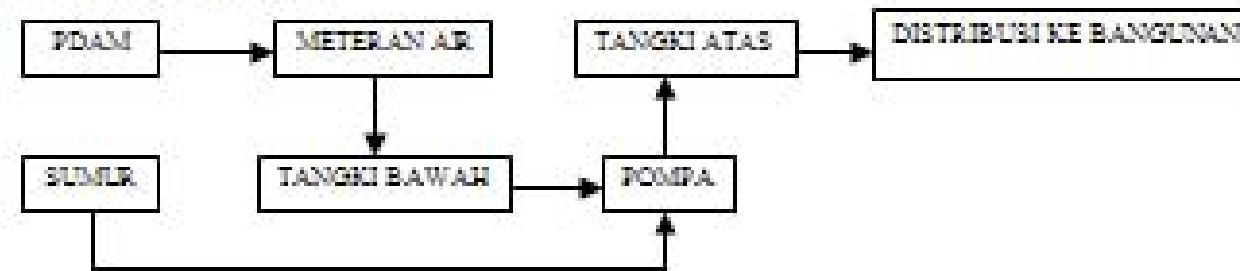 PDAM
METERAN AIR
TANGKI ATAS
DISTRIBUSI KE BANGUNAN
SUMUR
TANGKI BAWAH
POMPA